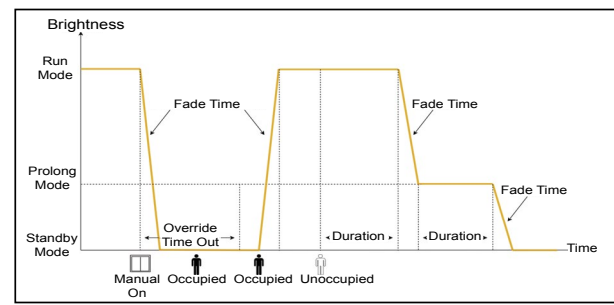 Brightness
Run
Mode
Fade Time
Fade Time
Prolong
Mode
Fade Time
Override
Time Out
Duration
Duration
Standby
Mode
Time
Manual
On
Occupied
Occupied
Unoccupied